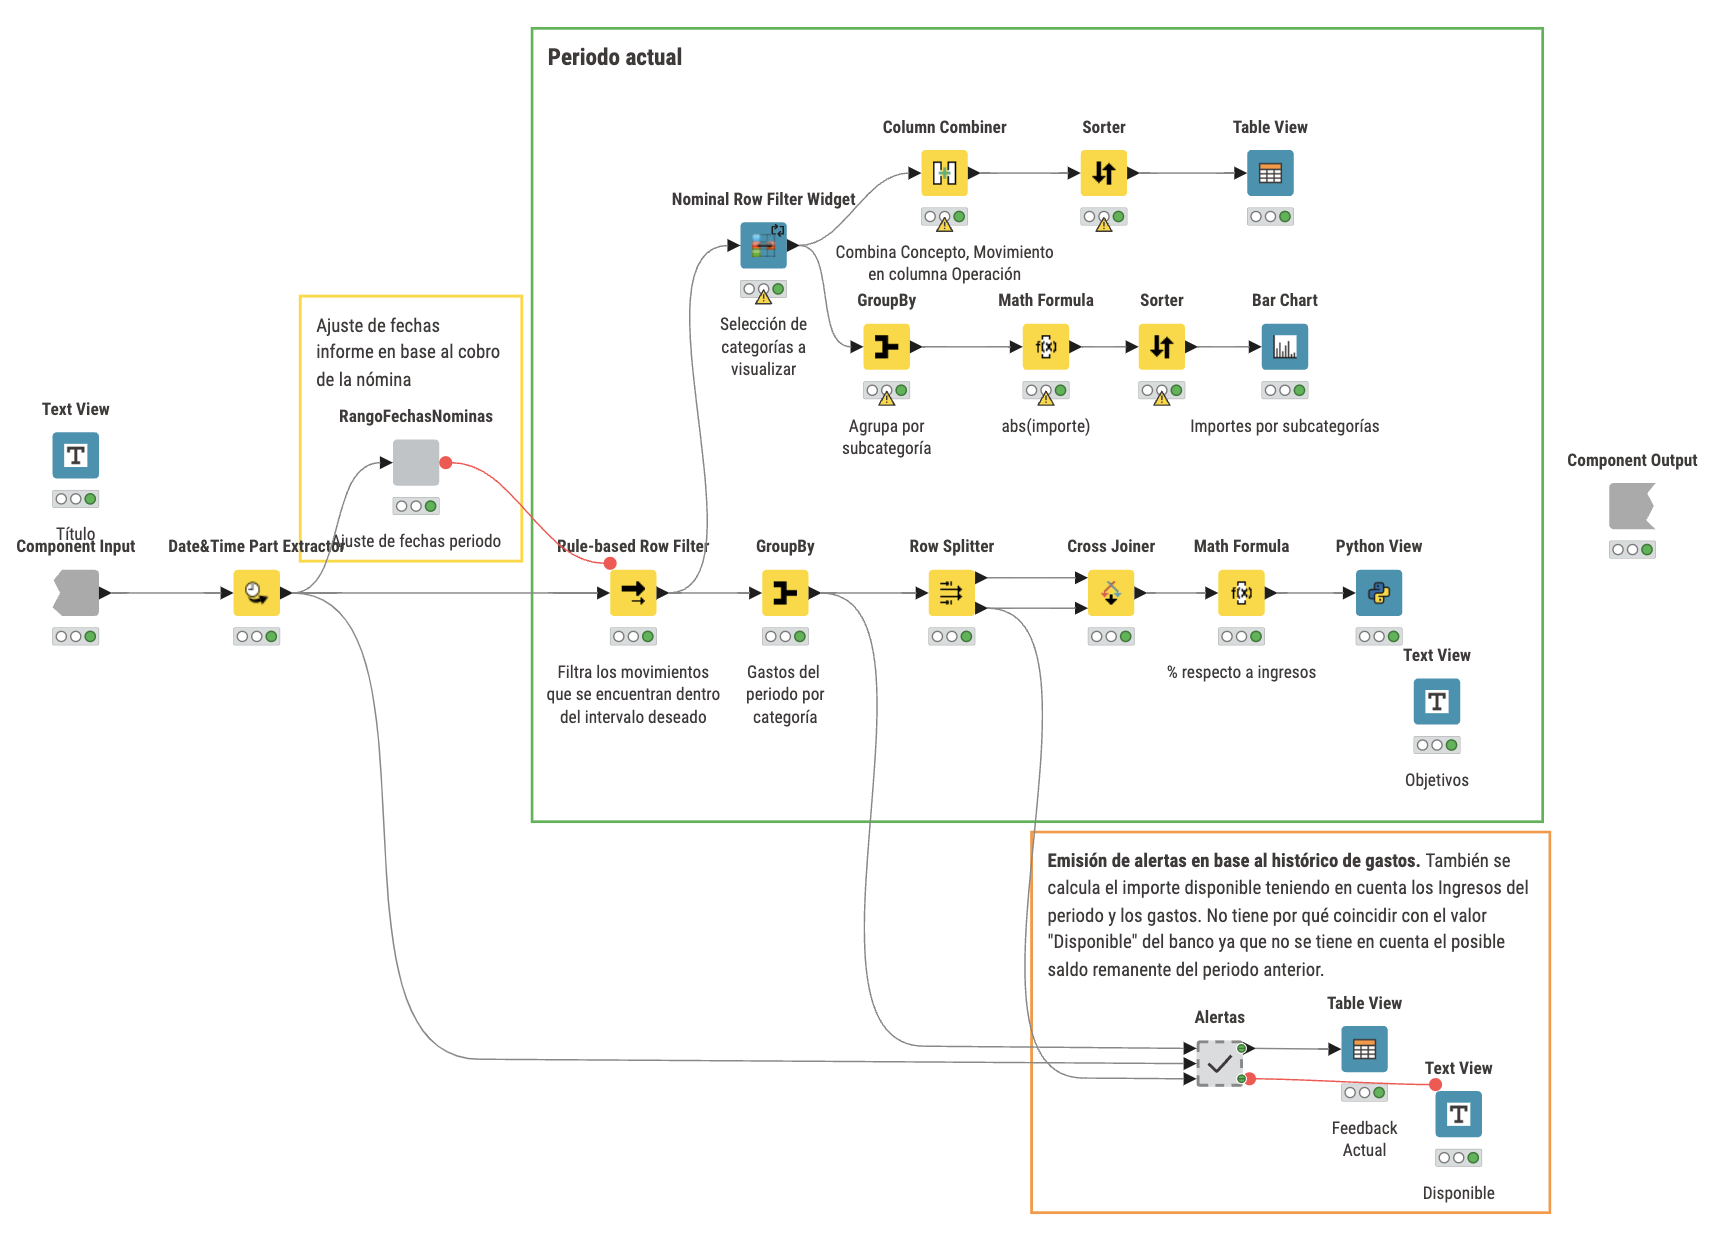 Periodo actual
Column Combiner
Sorter
Table View
Nominal Row Filter Widget
Combina Concepto, Movimiento
en columna Operación
Selección de
categorías a
visualizar
GroupBy
Math Formula
Sorter
Bar Chart
Agrupa por
subcategoría
abs(importe)
Importes por subcategorías
Ajuste de fechas
informe en base al cobro
de la nómina
RangoFechasNominas
Ajuste de fechas periodo
Text View
Título
Component Input
Date&Time Part Extractor
Rule-based Row Filter
Filtra los movimientos
que se encuentran dentro
del intervalo deseado
GroupBy
Gastos del
periodo por
categoría
Row Splitter
Cross Joiner
Math Formula
% respecto a ingresos
Python View
Text View
Objetivos
Component Output
Emisión de alertas en base al histórico de gastos. También se
calcula el importe disponible teniendo en cuenta los Ingresos del
periodo y los gastos. No tiene por qué coincidir con el valor
"Disponible" del banco ya que no se tiene en cuenta el posible
saldo remanente del periodo anterior.
Alertas
Table View
Feedback
Actual
Text View
Disponible